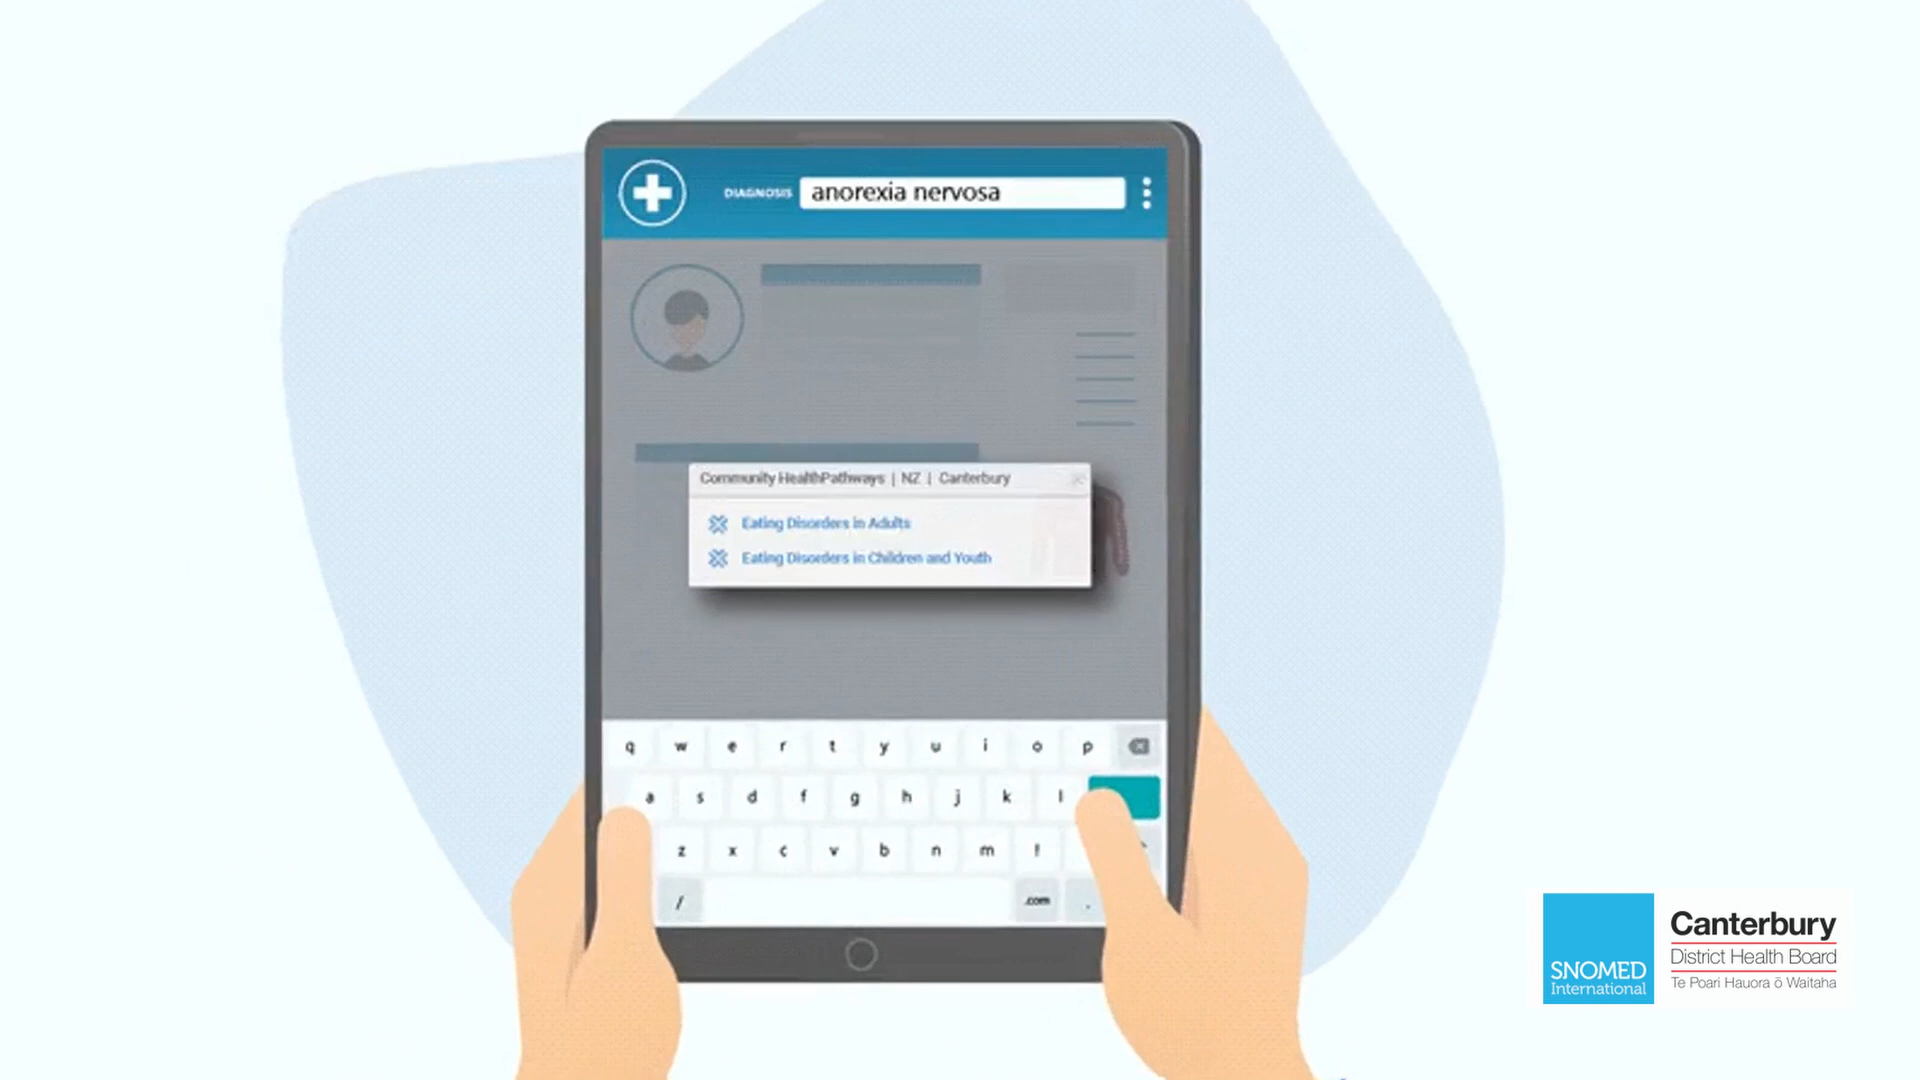 DIAGNOSIS anorexia nervosa
Community HealthPathways | NZ | Canterbury
Eating Disorders in Adults
Eating Disorders in Children and Youth
q w e r t y u i o p
a s d f g h j k l
z x c v b n m !
/ .com .
SNOMED
International
Canterbury
District Health Board
Te Poari Hauora ō Waitaha